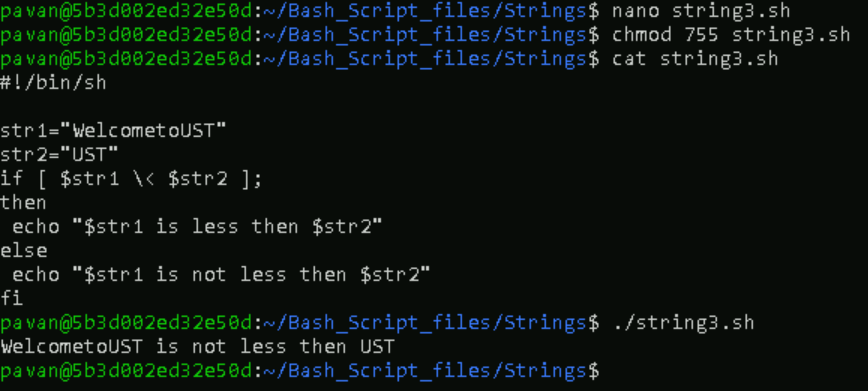 pavan@5b3d002ed32e50d:~/Bash_Script_files/Strings$ nano string3.sh
pavan@5b3d002ed32e50d:~/Bash_Script_files/Strings$ chmod 755 string3.sh
pavan@5b3d002ed32e50d:~/Bash_Script_files/Strings$ cat string3.sh
#!/bin/sh

str1="WelcometoUST"
str2="UST"
if [ $str1 \< $str2 ];
then
 echo "$str1 is less then $str2"
else
 echo "$str1 is not less then $str2"
fi
pavan@5b3d002ed32e50d:~/Bash_Script_files/Strings$ ./string3.sh
WelcometoUST is not less then UST
pavan@5b3d002ed32e50d:~/Bash_Script_files/Strings$